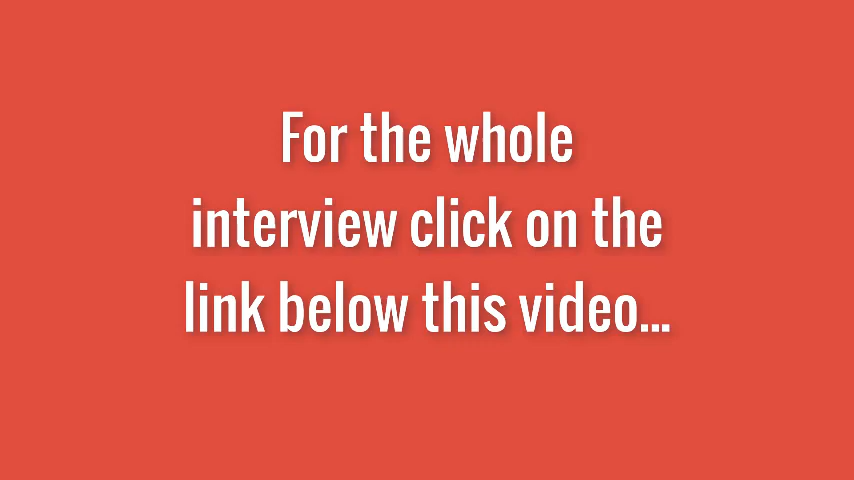 For the whole
interview click on the
link below this video...